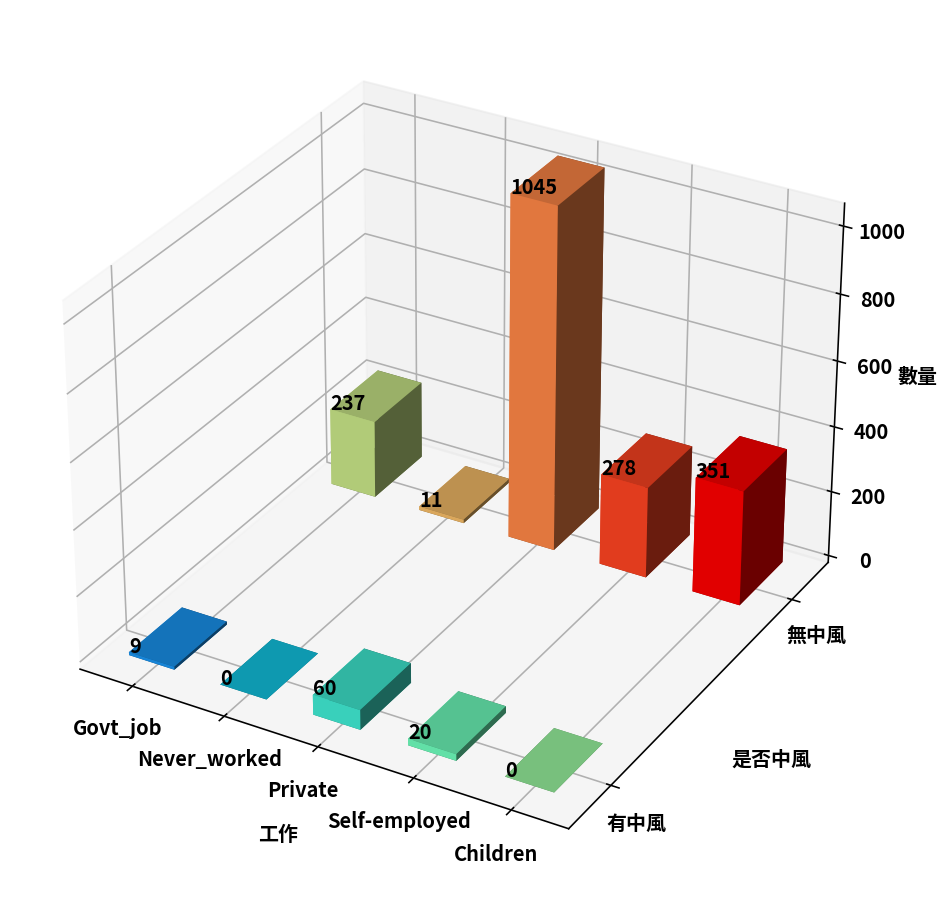 1045
1000
800
600
數量
237
400
278
351
11
200
0
無中風
9
0
60
20
0
是否中風
有中風
Govt_job
Never_worked
Private
Self-employed
Children
工作